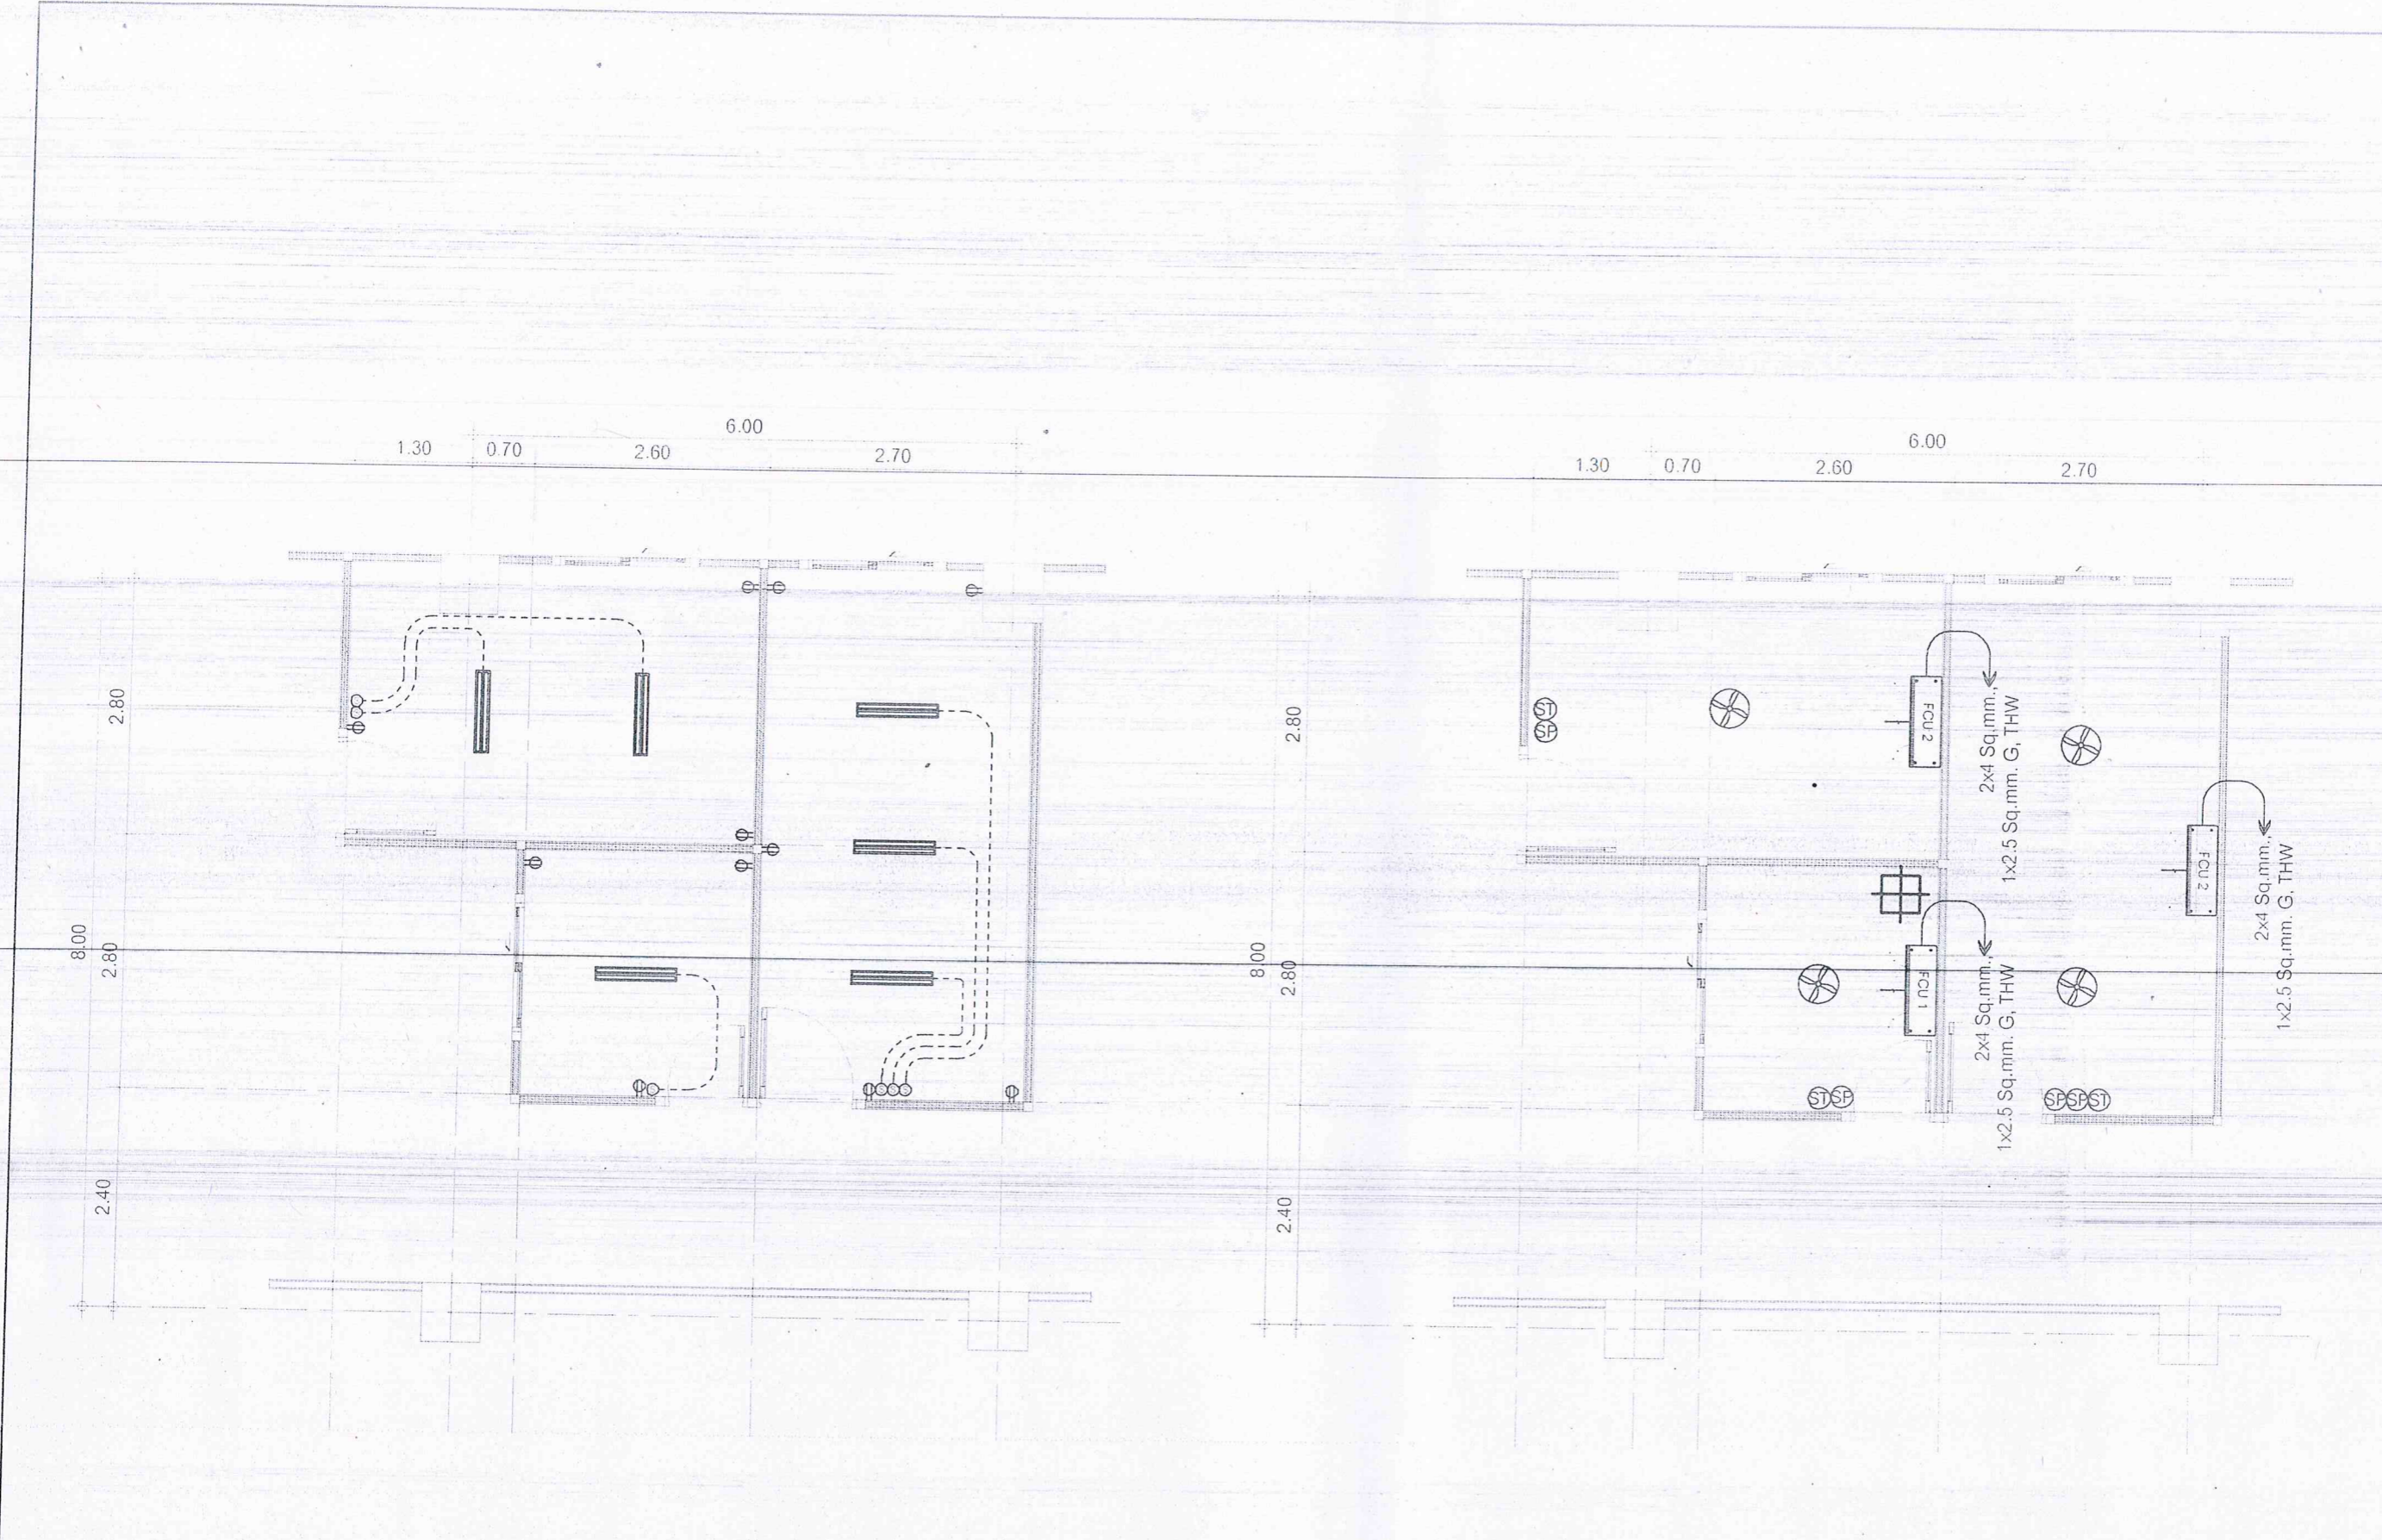 6.00
1.30 0.70 2.60 2.70
2.80
8.00
2.80
2.40
S
S S S
6.00
1.30 0.70 2.60 2.70
2.80
8.00
2.80
2.40
ST
SP
FCU 2
2x4 Sq.mm.,
1x2.5 Sq.mm. G, THW
FCU 2
2x4 Sq.mm.,
1x2.5 Sq.mm. G, THW
FCU 1
2x4 Sq.mm.,
1x2.5 Sq.mm. G, THW
ST SP
SP SP ST